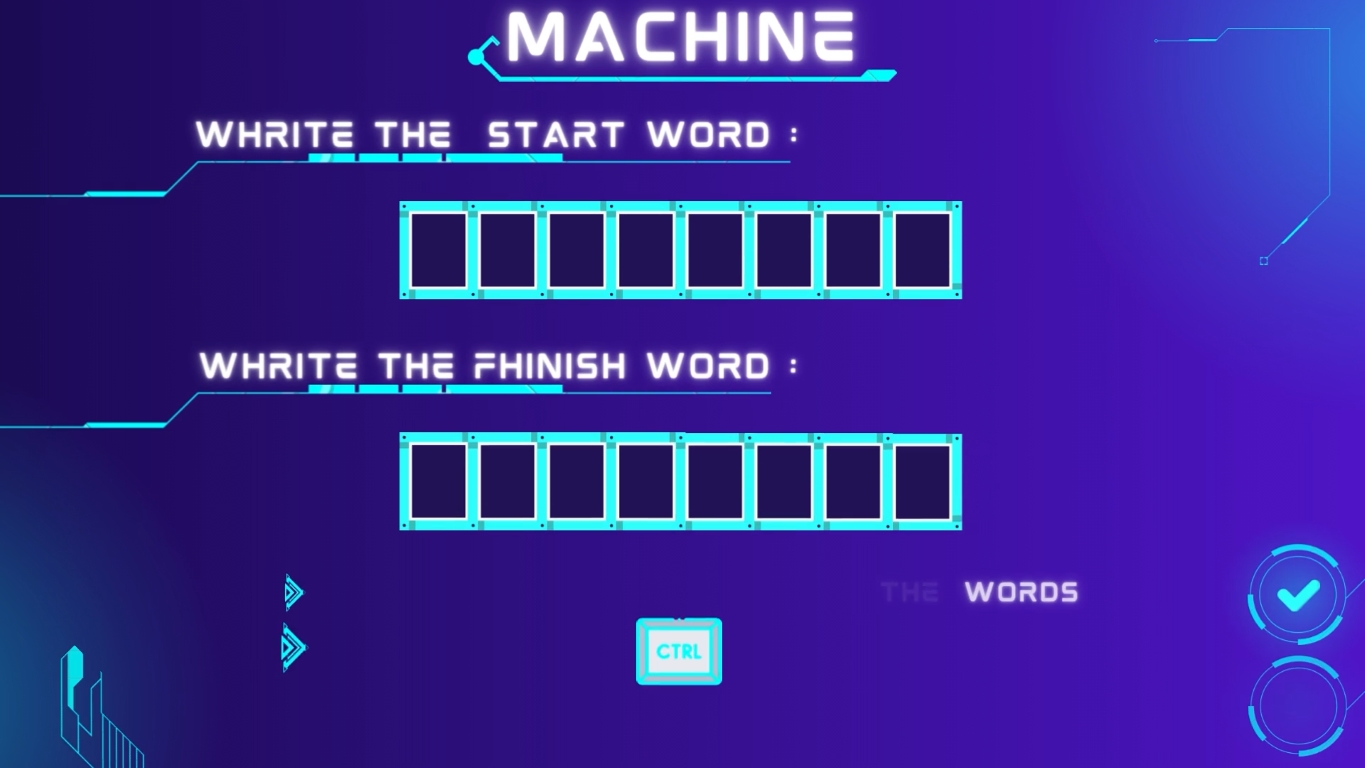 MACHINE
WHRITE THE START WORD :
WHRITE THE FHINISH WORD :
THE WORDS
CTRL